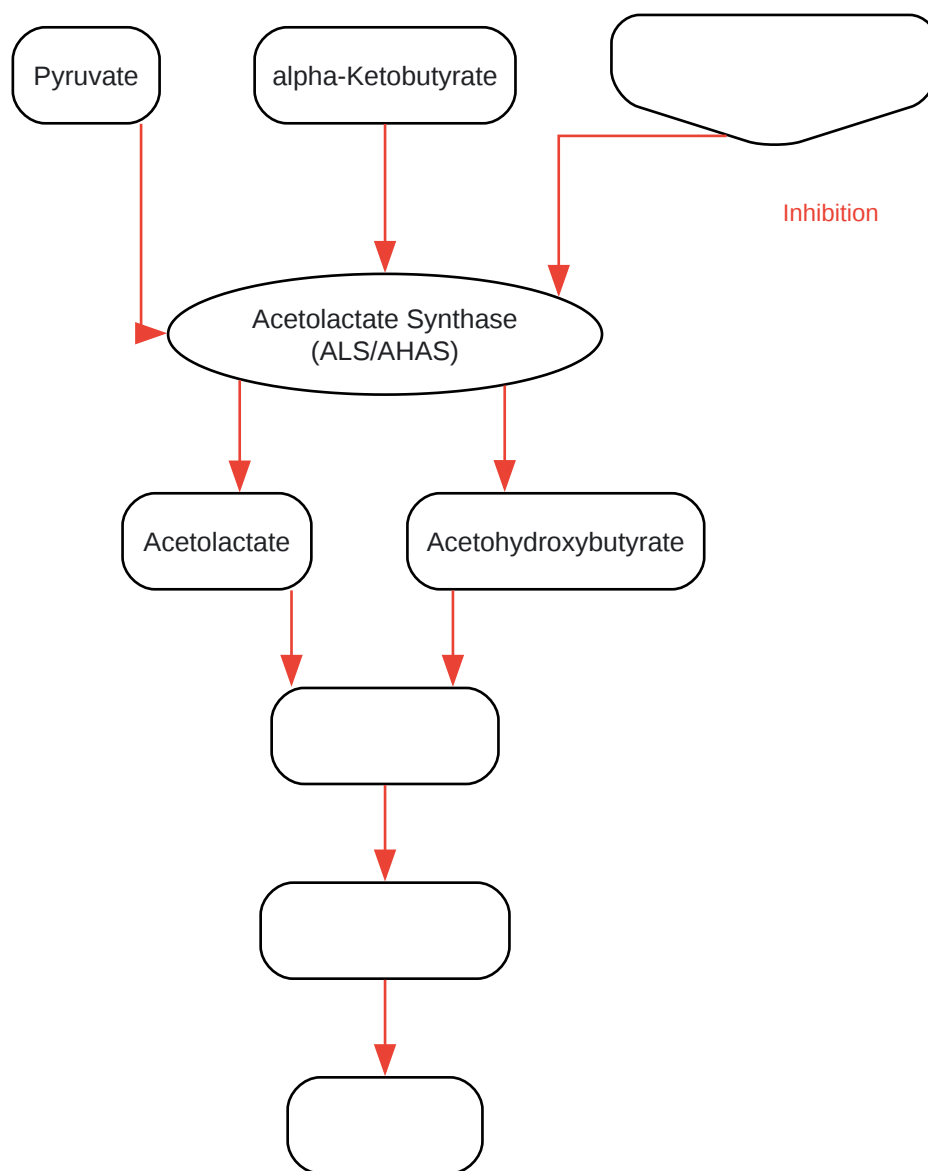 Pyruvate
alpha-Ketobutyrate
Inhibition
Acetolactate Synthase
(ALS/AHAS)
Acetolactate
Acetohydroxybutyrate